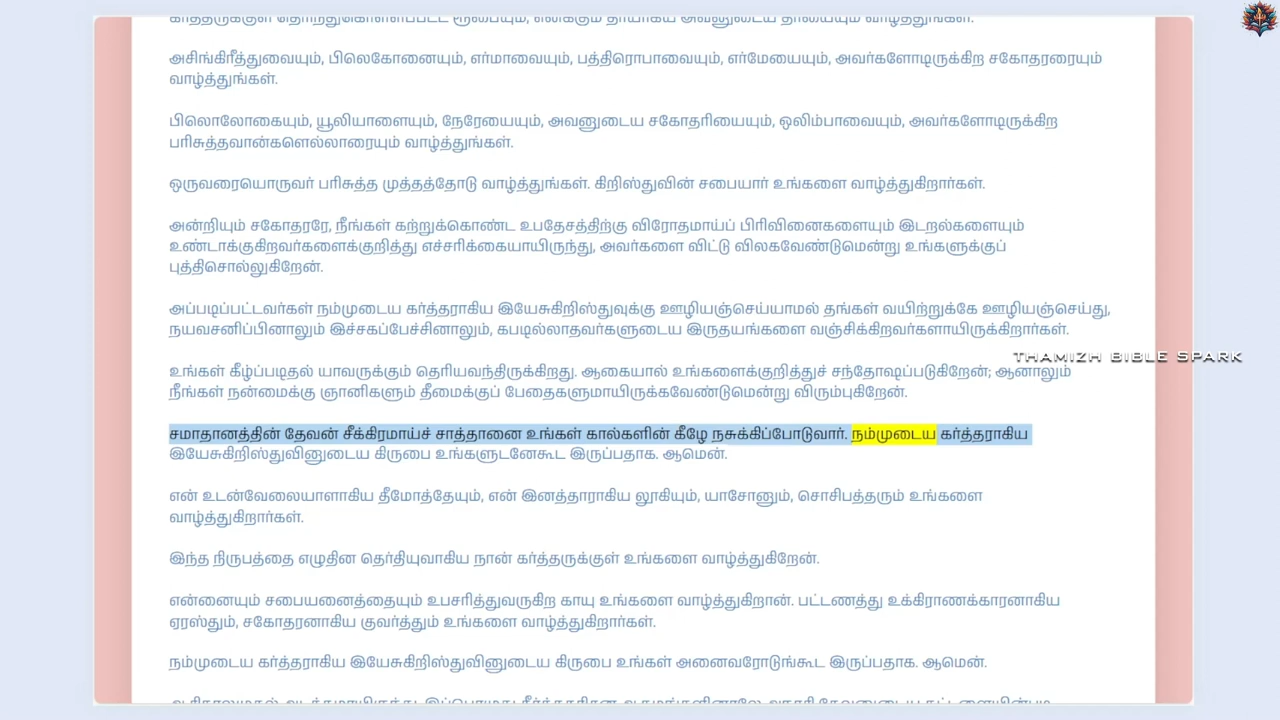 கர்த்தருக்குள் தெரிந்துகொள்ளப்பட்ட ரூபையும், எனக்கும் தாயாகிய அவனுடைய தாயையும் வாழ்த்துங்கள்.
அசிங்கிரீத்துவையும், பிலெகோனையும், எர்மாவையும், பத்திரொபாவையும், எர்மேயையும், அவர்களோடிருக்கிற சகோதரரையும்
வாழ்த்துங்கள்.
பிலொலோகையும், யூலியாளையும், நேரேயையும், அவனுடைய சகோதரியையும், ஒலிம்பாவையும், அவர்களோடிருக்கிற
பரிசுத்தவான்களெல்லாரையும் வாழ்த்துங்கள்.
ஒருவரையொருவர் பரிசுத்த முத்தத்தோடு வாழ்த்துங்கள். கிறிஸ்துவின் சபையார் உங்களை வாழ்த்துகிறார்கள்.
அன்றியும் சகோதரரே, நீங்கள் கற்றுக்கொண்ட உபதேசத்திற்கு விரோதமாய்ப் பிரிவினைகளையும் இடறல்களையும்
உண்டாக்குகிறவர்களைக்குறித்து எச்சரிக்கையாயிருந்து, அவர்களை விட்டு விலகவேண்டுமென்று உங்களுக்குப்
புத்திசொல்லுகிறேன்.
அப்படிப்பட்டவர்கள் நம்முடைய கர்த்தராகிய இயேசுகிறிஸ்துவுக்கு ஊழியஞ்செய்யாமல் தங்கள் வயிற்றுக்கே ஊழியஞ்செய்து,
நயவசனிப்பினாலும் இச்சகப்பேச்சினாலும், கபடில்லாதவர்களுடைய இருதயங்களை வஞ்சிக்கிறவர்களாயிருக்கிறார்கள்.
THAMIZH BIBLE SPARK
உங்கள் கீழ்ப்படிதல் யாவருக்கும் தெரியவந்திருக்கிறது. ஆகையால் உங்களைக்குறித்துச் சந்தோஷப்படுகிறேன்; ஆனாலும்
நீங்கள் நன்மைக்கு ஞானிகளும் தீமைக்குப் பேதைகளுமாயிருக்கவேண்டுமென்று விரும்புகிறேன்.
சமாதானத்தின் தேவன் சீக்கிரமாய்ச் சாத்தானை உங்கள் கால்களின் கீழே நசுக்கிப்போடுவார். நம்முடைய கர்த்தராகிய
இயேசுகிறிஸ்துவினுடைய கிருபை உங்களுடனேகூட இருப்பதாக. ஆமென்.
என் உடன்வேலையாளாகிய தீமோத்தேயும், என் இனத்தாராகிய லூகியும், யாசோனும், சொசிபத்தரும் உங்களை
வாழ்த்துகிறார்கள்.
இந்த நிருபத்தை எழுதின தெர்தியுவாகிய நான் கர்த்தருக்குள் உங்களை வாழ்த்துகிறேன்.
என்னையும் சபையனைத்தையும் உபசரித்துவருகிற காயு உங்களை வாழ்த்துகிறான். பட்டணத்து உக்கிராணக்காரனாகிய
ஏரஸ்தும், சகோதரனாகிய குவர்த்தும் உங்களை வாழ்த்துகிறார்கள்.
நம்முடைய கர்த்தராகிய இயேசுகிறிஸ்துவினுடைய கிருபை உங்கள் அனைவரோடுங்கூட இருப்பதாக. ஆமென்.